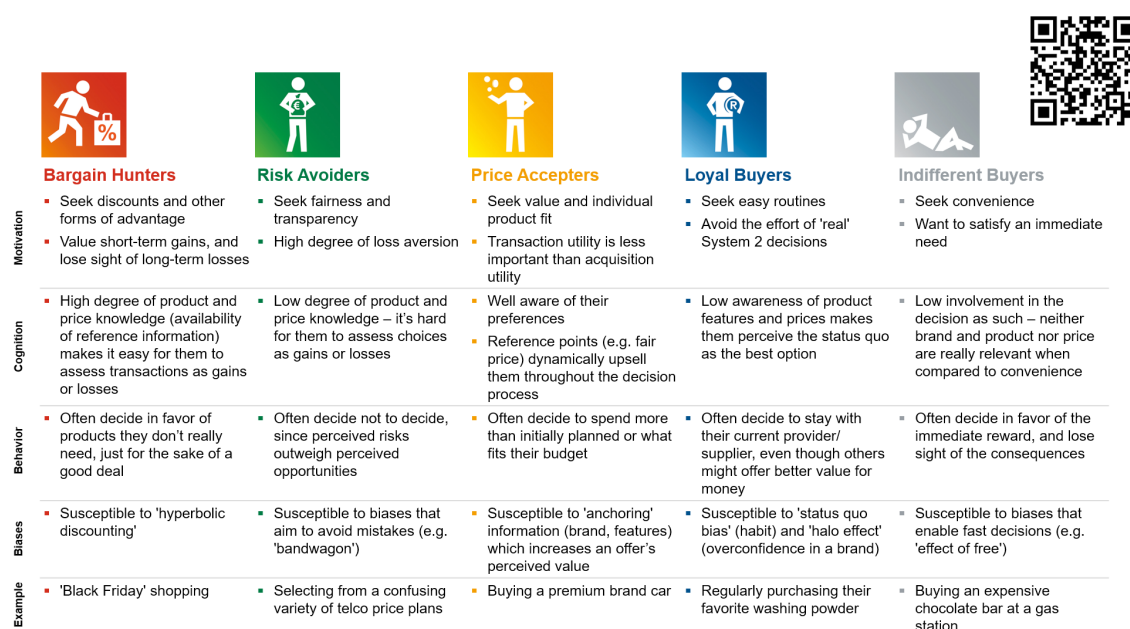 %
€
R
Bargain Hunters
Risk Avoiders
Price Accepters
Loyal Buyers
Indifferent Buyers
Motivation
Seek discounts and other
forms of advantage
Value short-term gains, and
lose sight of long-term losses
Seek fairness and
transparency
High degree of loss aversion
Seek value and individual
product fit
Transaction utility is less
important than acquisition
utility
Seek easy routines
Avoid the effort of 'real'
System 2 decisions
Seek convenience
Want to satisfy an immediate
need
Cognition
High degree of product and
price knowledge (availability
of reference information)
makes it easy for them to
assess transactions as gains
or losses
Low degree of product and
price knowledge – it’s hard
for them to assess choices
as gains or losses
Well aware of their
preferences
Reference points (e.g. fair
price) dynamically upsell
them throughout the decision
process
Low awareness of product
features and prices makes
them perceive the status quo
as the best option
Low involvement in the
decision as such – neither
brand and product nor price
are really relevant when
compared to convenience
Behavior
Often decide in favor of
products they don’t really
need, just for the sake of a
good deal
Often decide not to decide,
since perceived risks
outweigh perceived
opportunities
Often decide to spend more
than initially planned or what
fits their budget
Often decide to stay with
their current provider/
supplier, even though others
might offer better value for
money
Often decide in favor of the
immediate reward, and lose
sight of the consequences
Biases
Susceptible to 'hyperbolic
discounting'
Susceptible to biases that
aim to avoid mistakes (e.g.
'bandwagon')
Susceptible to 'anchoring'
information (brand, features)
which increases an offer’s
perceived value
Susceptible to 'status quo
bias' (habit) and 'halo effect'
(overconfidence in a brand)
Susceptible to biases that
enable fast decisions (e.g.
'effect of free')
Example
'Black Friday' shopping
Selecting from a confusing
variety of telco price plans
Buying a premium brand car
Regularly purchasing their
favorite washing powder
Buying an expensive
chocolate bar at a gas
station